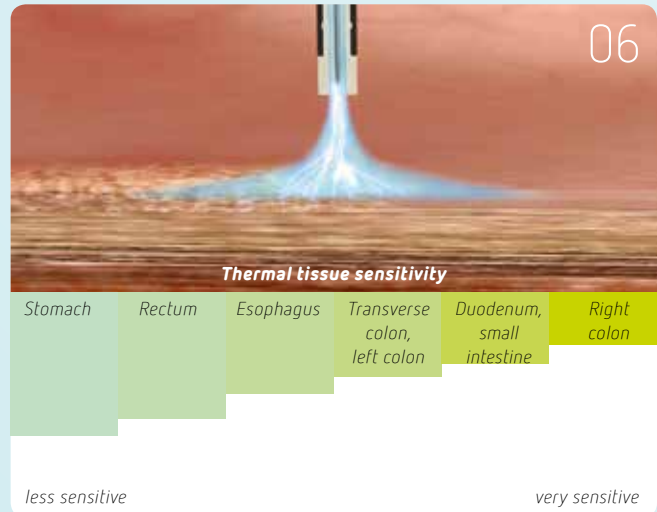 06
Thermal tissue sensitivity
Stomach
Rectum
Esophagus
Transverse
colon,
left colon
Duodenum,
small
intestine
Right
colon
less sensitive
very sensitive